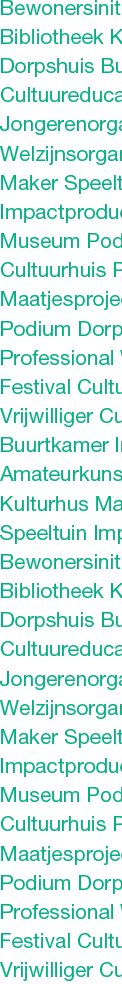 Bewonersinit
Bibliotheek K
Dorpshuis Bu
Cultuureduca
Jongerenorga
Welzijnsorgan
Maker Speelt
Impactproduc
Museum Pod
Cultuurhuis P
Maatjesprojec
Podium Dorp
Professional W
Festival Cultu
Vrijwilliger Cu
Buurtkamer In
Amateurkuns
Kulturhus Ma
Speeltuin Imp
Bewonersinit
Bibliotheek K
Dorpshuis Bu
Cultuureduca
Jongerenorga
Welzijnsorgan
Maker Speelt
Impactproduc
Museum Pod
Cultuurhuis P
Maatjesprojec
Podium Dorp
Professional W
Festival Cultu
Vrijwilliger Cu